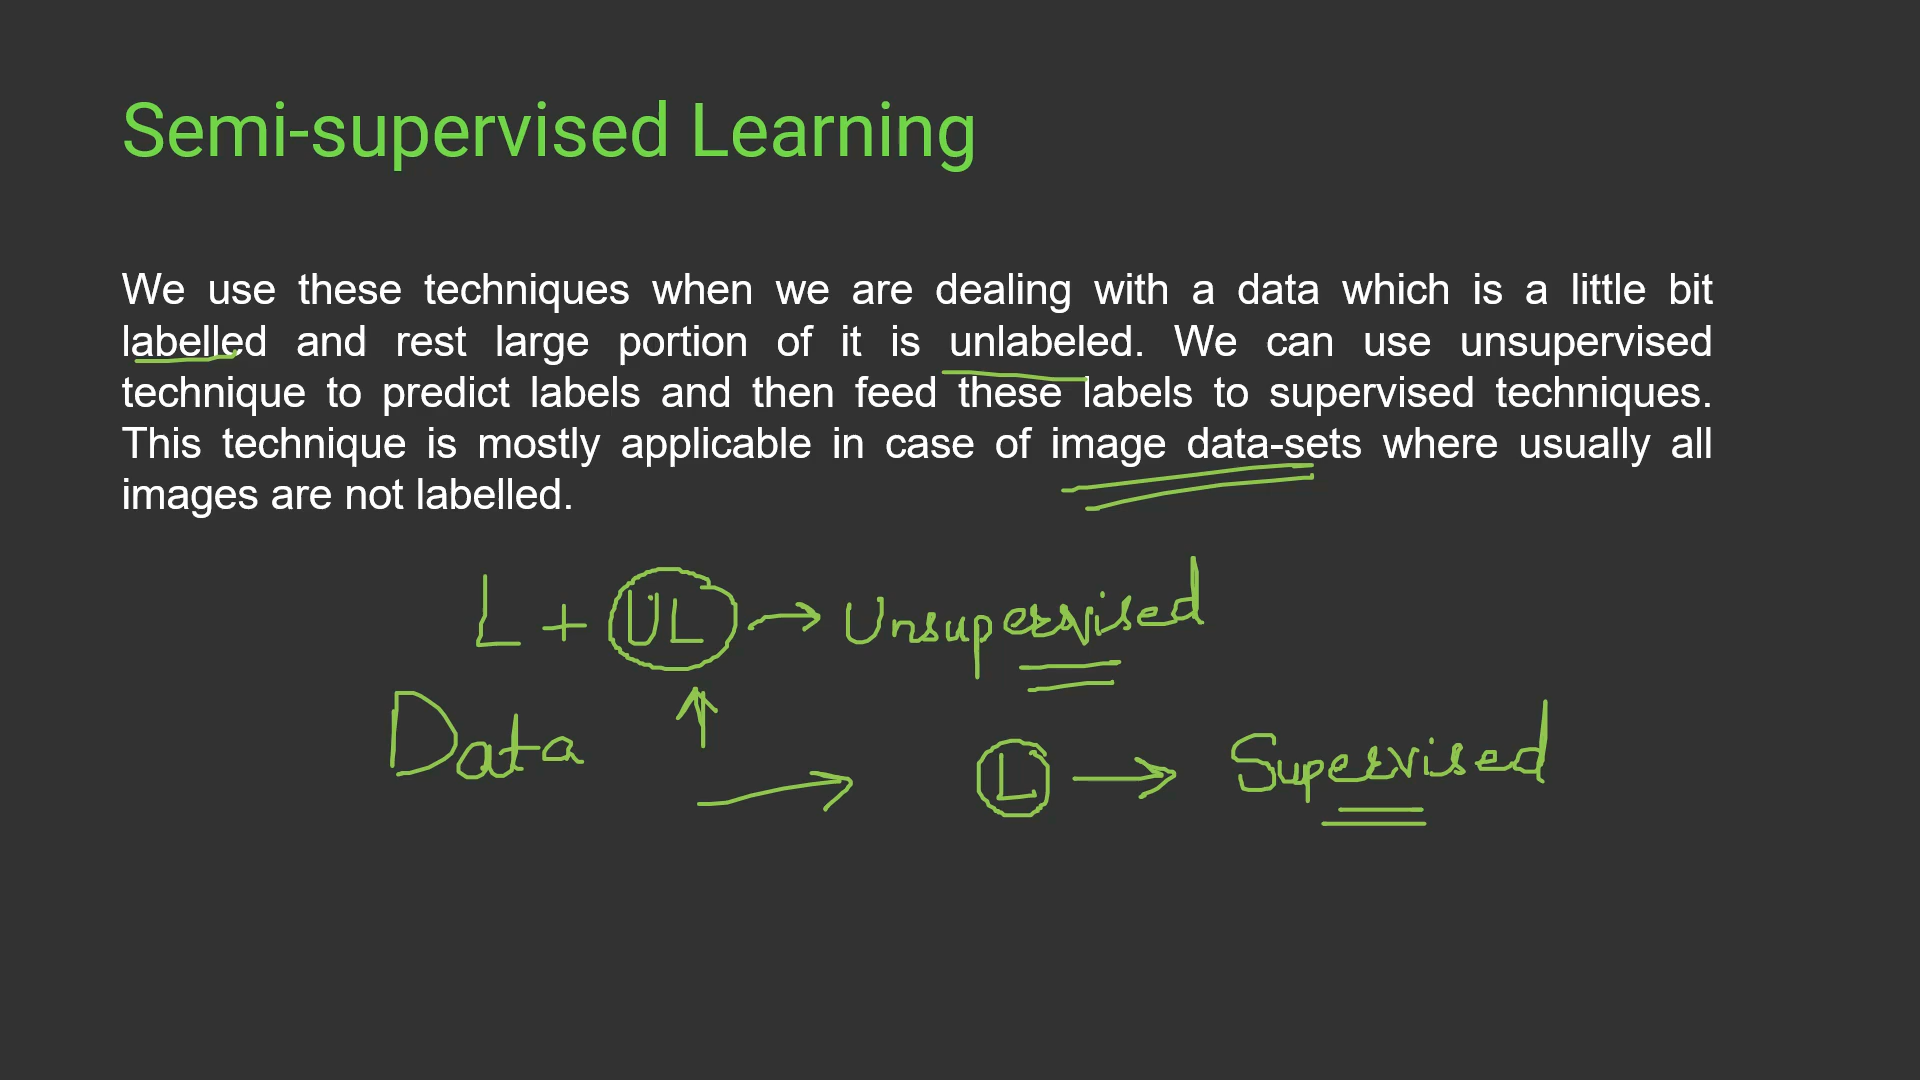 Semi-supervised Learning
We use these techniques when we are dealing with a data which is a little bit
labelled and rest large portion of it is unlabeled. We can use unsupervised
technique to predict labels and then feed these labels to supervised techniques.
This technique is mostly applicable in case of image data-sets where usually all
images are not labelled.
L + UL → Unsupervised
Data ↑
→ L → Supervised